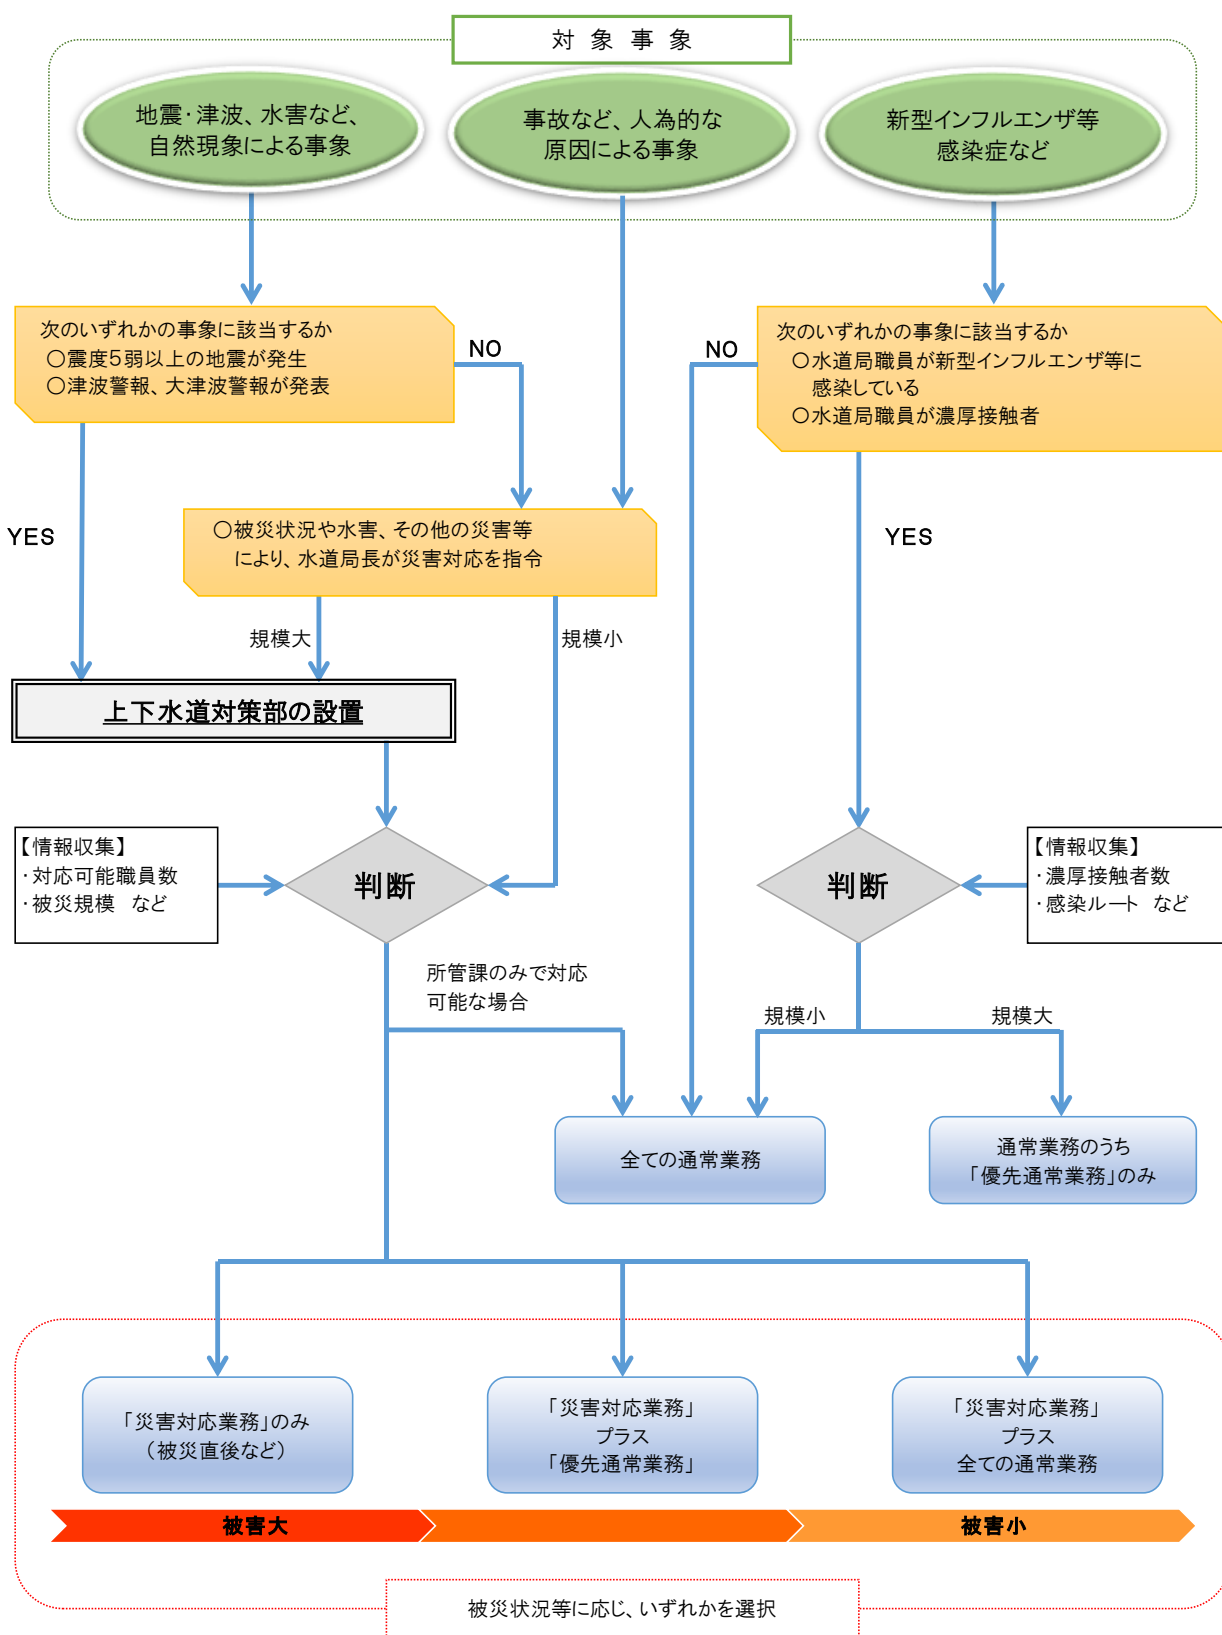 対 象 事 象
地震・津波、水害など、
自然現象による事象
事故など、人為的な
原因による事象
新型インフルエンザ等
感染症など
次のいずれかの事象に該当するか
○震度5弱以上の地震が発生
○津波警報、大津波警報が発表
NO
NO
次のいずれかの事象に該当するか
○水道局職員が新型インフルエンザ等に
感染している
○水道局職員が濃厚接触者
YES
○被災状況や水害、その他の災害等
により、水道局長が災害対応を指令
YES
規模大
規模小
上下水道対策部の設置
【情報収集】
・対応可能職員数
・被災規模 など
判断
判断
【情報収集】
・濃厚接触者数
・感染ルート など
所管課のみで対応
可能な場合
規模小
規模大
全ての通常業務
通常業務のうち
「優先通常業務」のみ
「災害対応業務」のみ
(被災直後など)
「災害対応業務」
プラス
「優先通常業務」
「災害対応業務」
プラス
全ての通常業務
被害大
被害小
被災状況等に応じ、いずれかを選択